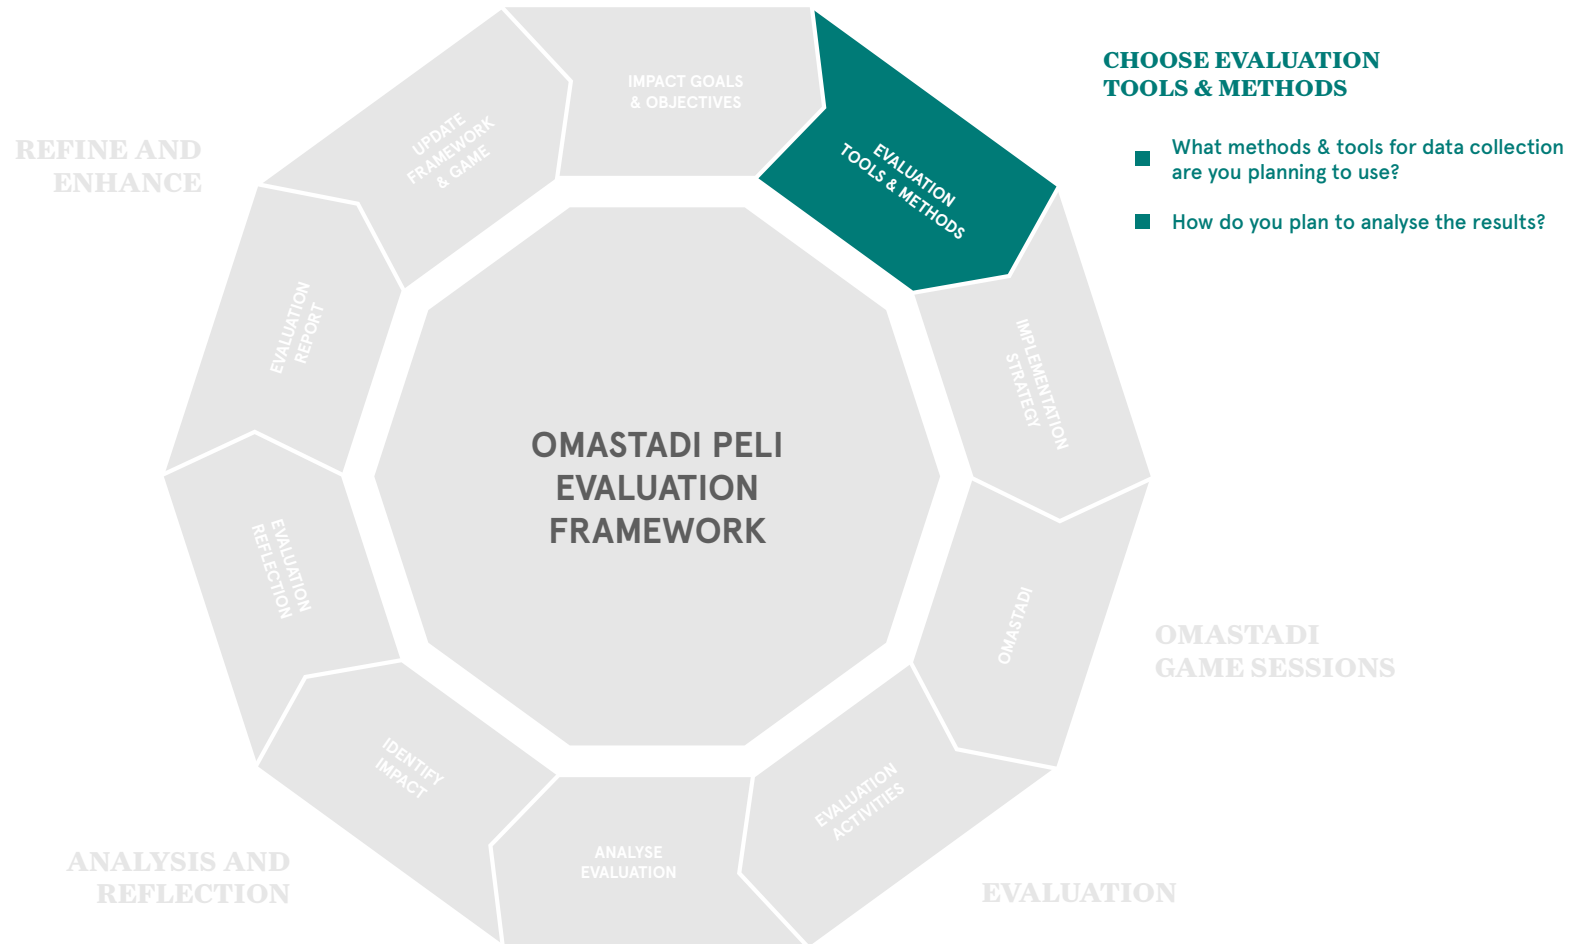 IMPACT GOALS
& OBJECTIVES
CHOOSE EVALUATION
TOOLS & METHODS
What methods & tools for data collection
are you planning to use?
How do you plan to analyse the results?
EVALUATION
TOOLS & METHODS
IMPLEMENTATION
STRATEGY
OMASTADI
OMASTADI
GAME SESSIONS
EVALUATION
ACTIVITIES
EVALUATION
ANALYSE
EVALUATION
IDENTIFY
IMPACT
ANALYSIS AND
REFLECTION
EVALUATION
REFLECTION
EVALUATION
REPORT
REFINE AND
ENHANCE
UPDATE
FRAMEWORK
& GAME
OMASTADI PELI
EVALUATION
FRAMEWORK